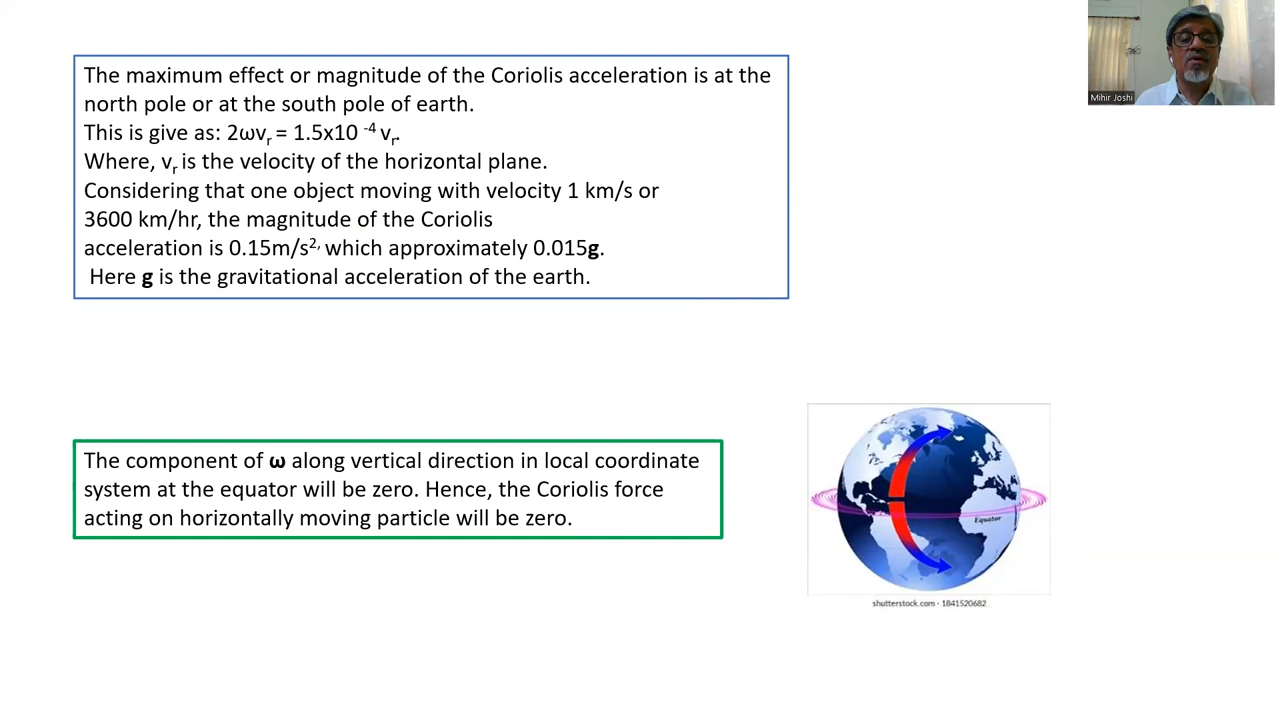 The maximum effect or magnitude of the Coriolis acceleration is at the
north pole or at the south pole of earth.
This is give as: 2ωvr = 1.5x10 -4 vr.
Where, vr is the velocity of the horizontal plane.
Considering that one object moving with velocity 1 km/s or
3600 km/hr, the magnitude of the Coriolis
acceleration is 0.15m/s2, which approximately 0.015g.
Here g is the gravitational acceleration of the earth.
The component of ω along vertical direction in local coordinate
system at the equator will be zero. Hence, the Coriolis force
acting on horizontally moving particle will be zero.
Equator
shutterstock.com · 1841520682
Mihir Joshi